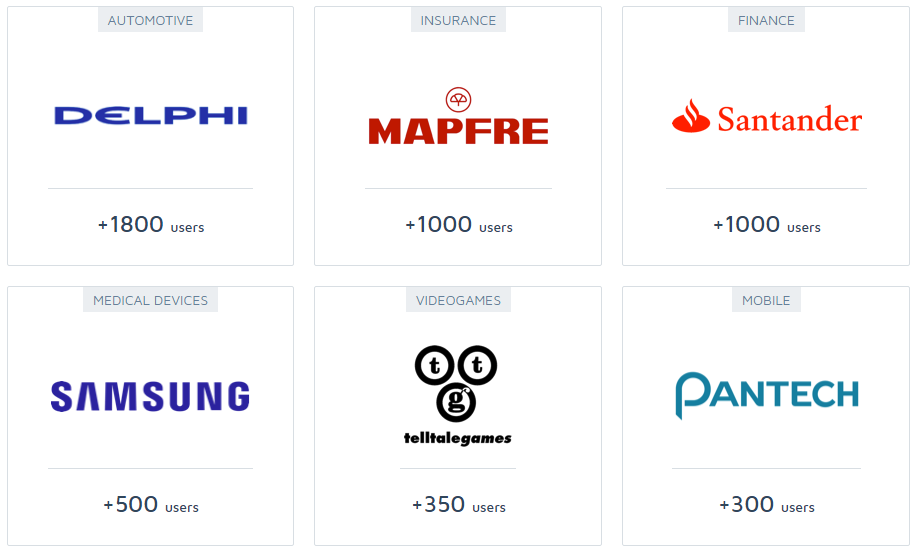 AUTOMOTIVE
DELPHI
+1800 users
INSURANCE
MAPFRE
+1000 users
FINANCE
Santander
+1000 users
MEDICAL DEVICES
SAMSUNG
+500 users
VIDEOGAMES
t t
g
telltalegames
+350 users
MOBILE
PANTECH
+300 users